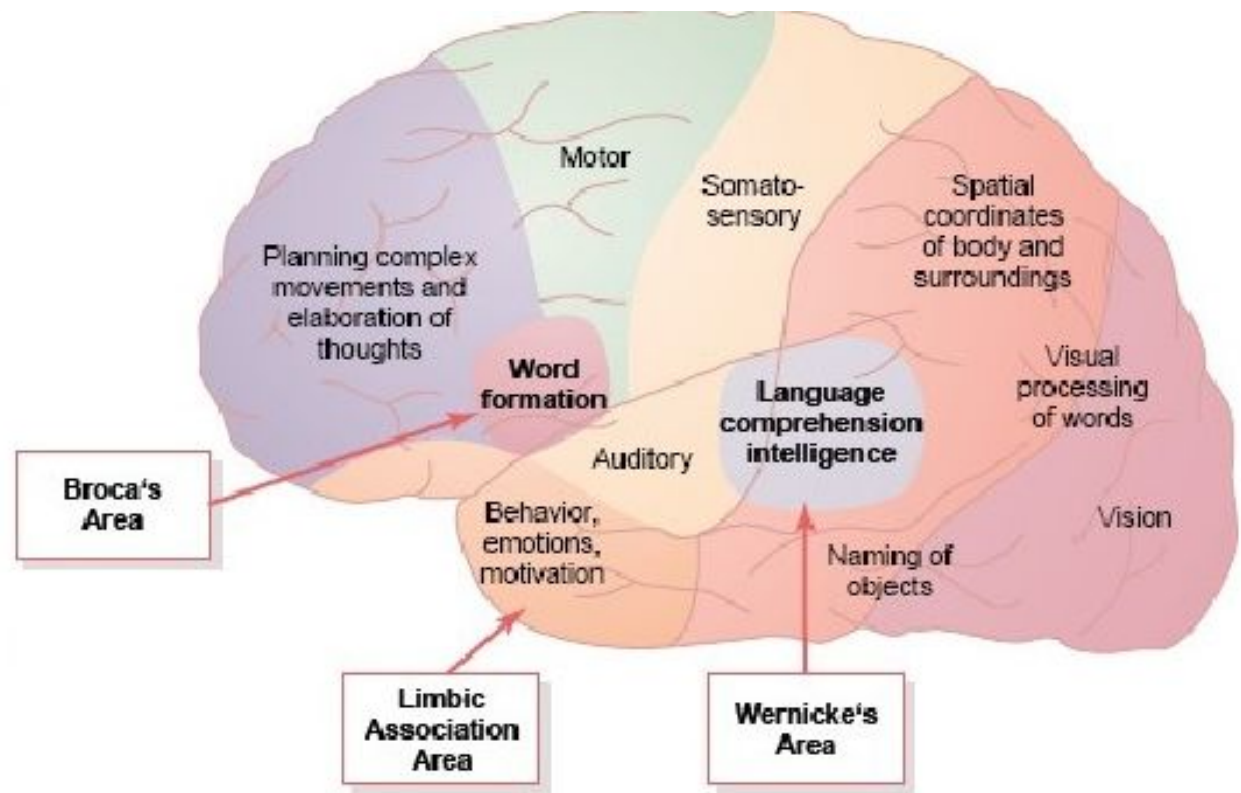 Motor
Somato-
sensory
Spatial
coordinates
of body and
surroundings
Planning complex
movements and
elaboration of
thoughts
Word
formation
Visual
processing
of words
Language
comprehension
intelligence
Auditory
Broca‘s
Area
Behavior,
emotions,
motivation
Vision
Naming of
objects
Limbic
Association
Area
Wernicke‘s
Area